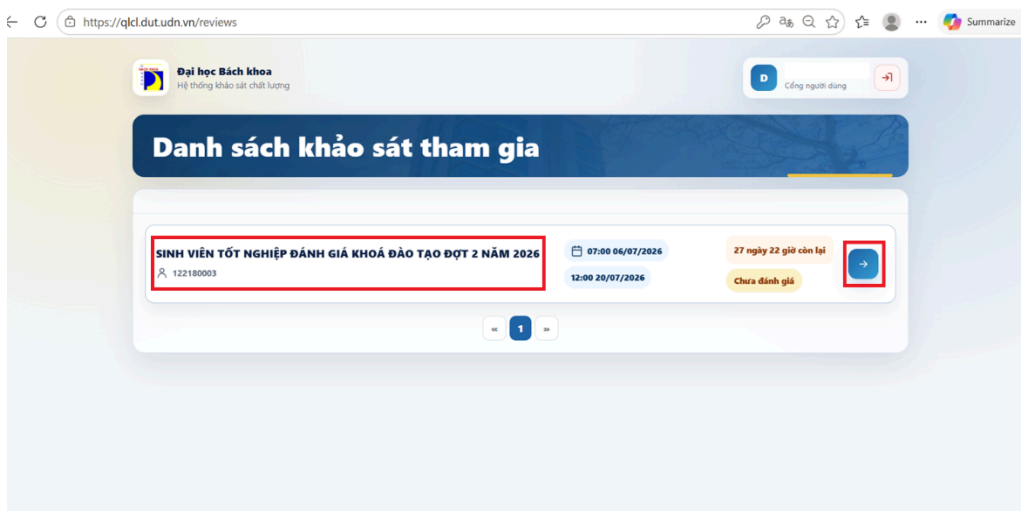 https://qlcl.dut.udn.vn/reviews
Summarize
Đại học Bách khoa
Hệ thống khảo sát chất lượng
D
Cổng người dùng
Danh sách khảo sát tham gia
SINH VIÊN TỐT NGHIỆP ĐÁNH GIÁ KHOÁ ĐÀO TẠO ĐỢT 2 NĂM 2026
122180003
07:00 06/07/2026
12:00 20/07/2026
27 ngày 22 giờ còn lại
Chưa đánh giá
« 1 »